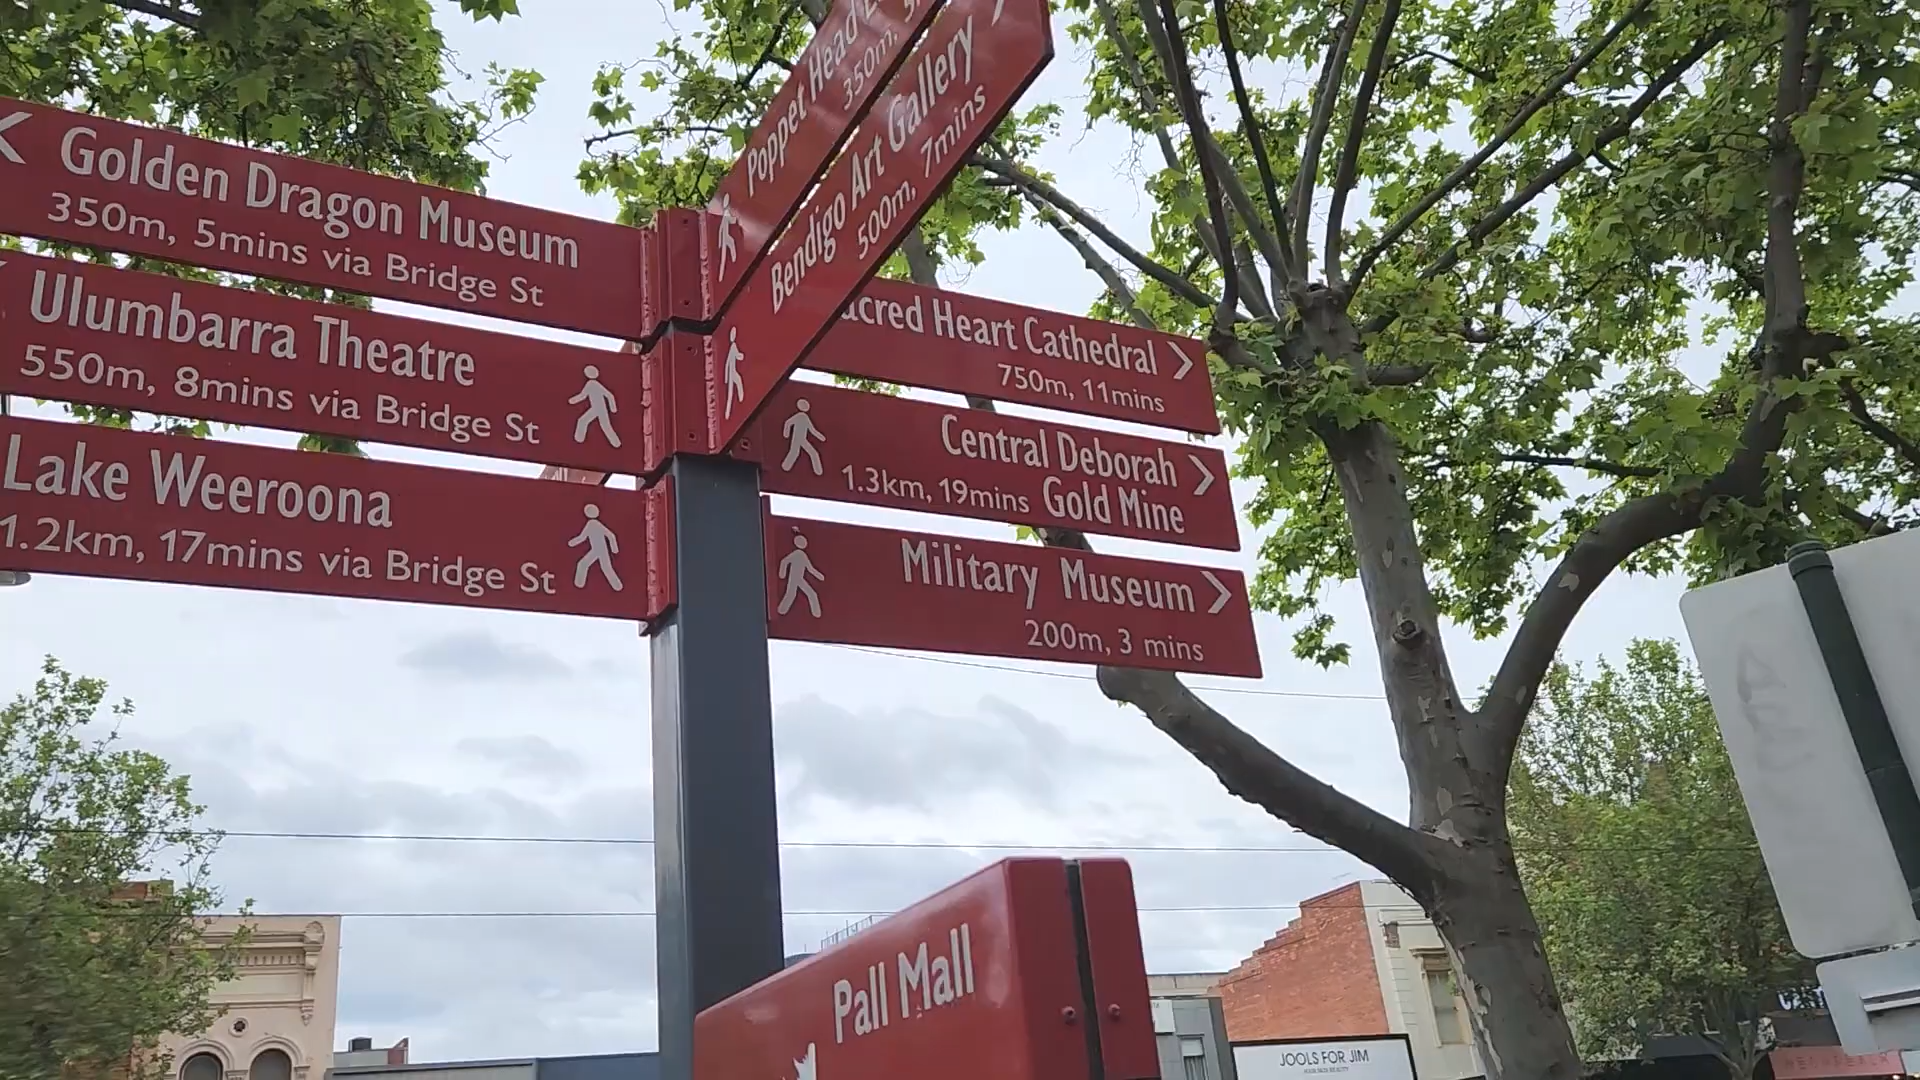 Golden Dragon Museum
350m, 5mins via Bridge St
Ulumbarra Theatre
550m, 8mins via Bridge St
Lake Weeroona
1.2km, 17mins via Bridge St
Poppet Head
350m,
Bendigo Art Gallery
500m, 7mins
Heart Cathedral
750m, 11mins
Central Deborah
1.3km, 19mins Gold Mine
Military Museum
200m, 3 mins
Pall Mall
JOOLS FOR JIM